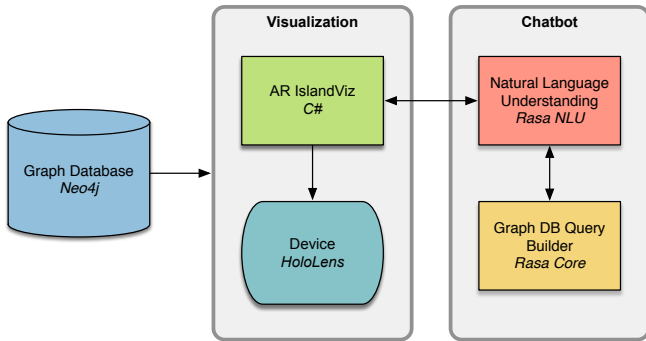 Visualization
Chatbot
AR IslandViz
C#
Natural Language
Understanding
Rasa NLU
Graph Database
Neo4j
Device
HoloLens
Graph DB Query
Builder
Rasa Core